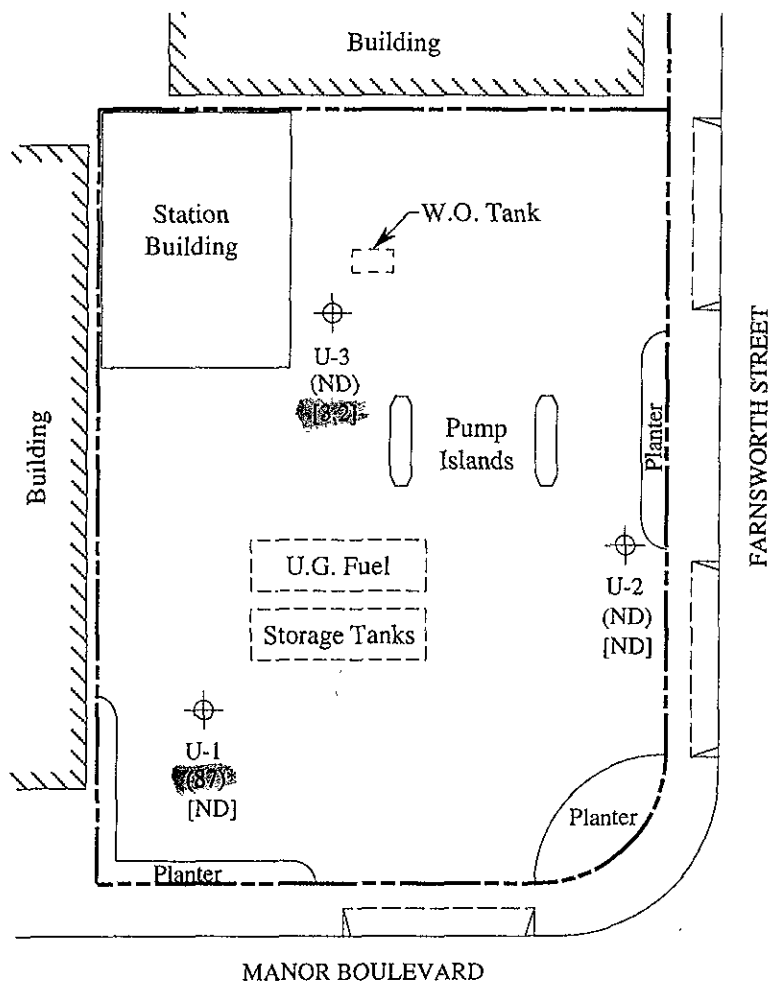 Building
Station
Building
W.O. Tank
U-3
(ND)
[3.2]
Pump
Islands
Planter
FARNSWORTH STREET
Building
U.G. Fuel
Storage Tanks
U-2
(ND)
[ND]
U-1
(87)
[ND]
Planter
Planter
MANOR BOULEVARD